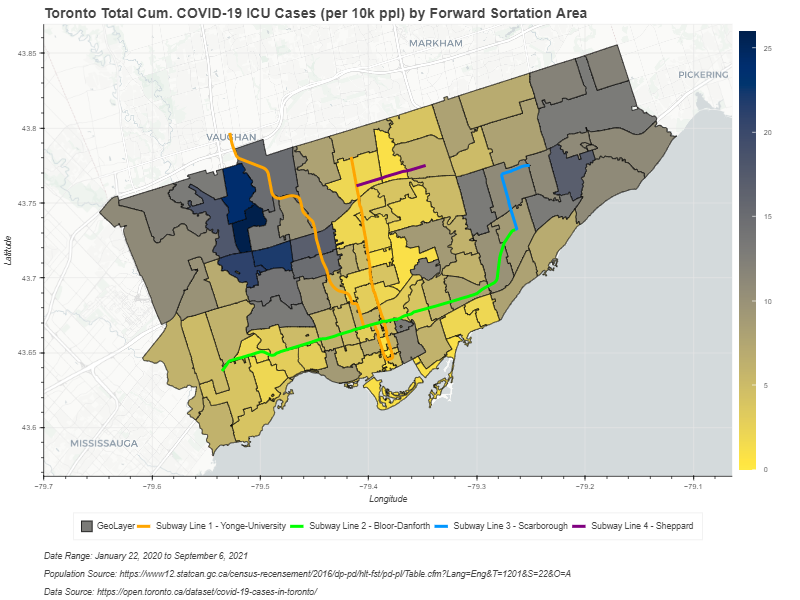 Toronto Total Cum. COVID-19 ICU Cases (per 10k ppl) by Forward Sortation Area
MARKHAM
PICKERING
VAUGHAN
MISSISSAUGA
43.85
43.8
43.75
43.7
43.65
43.6
Latitude
−79.7
−79.6
−79.5
−79.4
−79.3
−79.2
−79.1
Longitude
25
20
15
10
5
0
GeoLayer
Subway Line 1 - Yonge-University
Subway Line 2 - Bloor-Danforth
Subway Line 3 - Scarborough
Subway Line 4 - Sheppard
Date Range: January 22, 2020 to September 6, 2021
Population Source: https://www12.statcan.gc.ca/census-recensement/2016/dp-pd/hlt-fst/pd-pl/Table.cfm?Lang=Eng&T=1201&S=22&O=A
Data Source: https://open.toronto.ca/dataset/covid-19-cases-in-toronto/